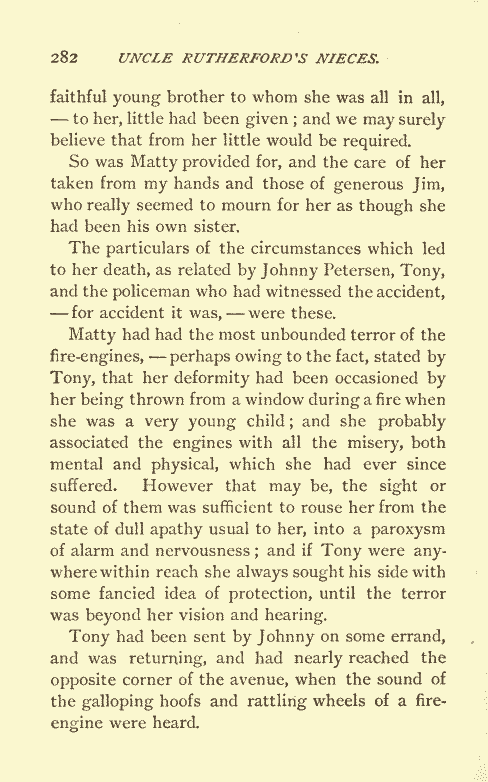 282 UNCLE RUTHERFORD'S NIECES.
faithful young brother to whom she was all in all,
— to her, little had been given ; and we may surely
believe that from her little would be required.
So was Matty provided for, and the care of her
taken from my hands and those of generous Jim,
who really seemed to mourn for her as though she
had been his own sister.
The particulars of the circumstances which led
to her death, as related by Johnny Petersen, Tony,
and the policeman who had witnessed the accident,
— for accident it was, — were these.
Matty had had the most unbounded terror of the
fire-engines, — perhaps owing to the fact, stated by
Tony, that her deformity had been occasioned by
her being thrown from a window during a fire when
she was a very young child ; and she probably
associated the engines with all the misery, both
mental and physical, which she had ever since
suffered. However that may be, the sight or
sound of them was sufficient to rouse her from the
state of dull apathy usual to her, into a paroxysm
of alarm and nervousness ; and if Tony were any-
where within reach she always sought his side with
some fancied idea of protection, until the terror
was beyond her vision and hearing.
Tony had been sent by Johnny on some errand,
and was returning, and had nearly reached the
opposite corner of the avenue, when the sound of
the galloping hoofs and rattling wheels of a fire-
engine were heard.